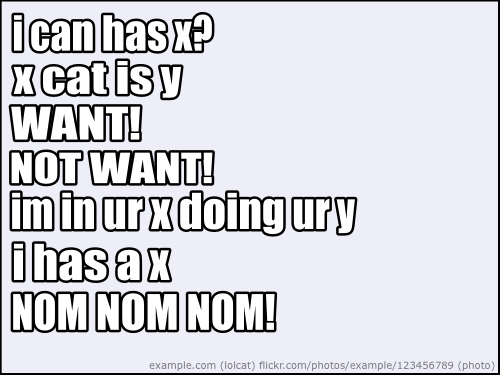 i can has x?
x cat is y
WANT!
NOT WANT!
im in ur x doing ur y
i has a x
NOM NOM NOM!
example.com (lolcat) flickr.com/photos/example/123456789 (photo)